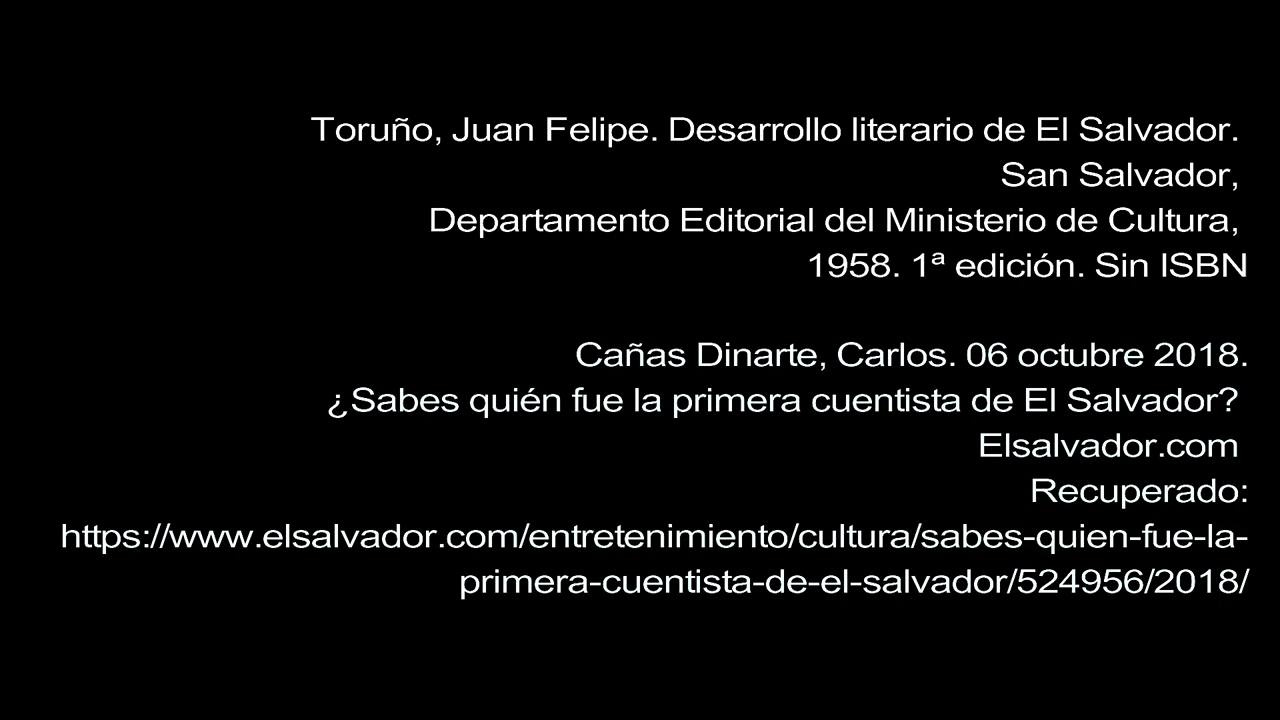 Toruño, Juan Felipe. Desarrollo literario de El Salvador.
San Salvador,
Departamento Editorial del Ministerio de Cultura,
1958. 1ª edición. Sin ISBN
Cañas Dinarte, Carlos. 06 octubre 2018.
¿Sabes quién fue la primera cuentista de El Salvador?
Elsalvador.com
Recuperado:
https://www.elsalvador.com/entretenimiento/cultura/sabes-quien-fue-la-
primera-cuentista-de-el-salvador/524956/2018/